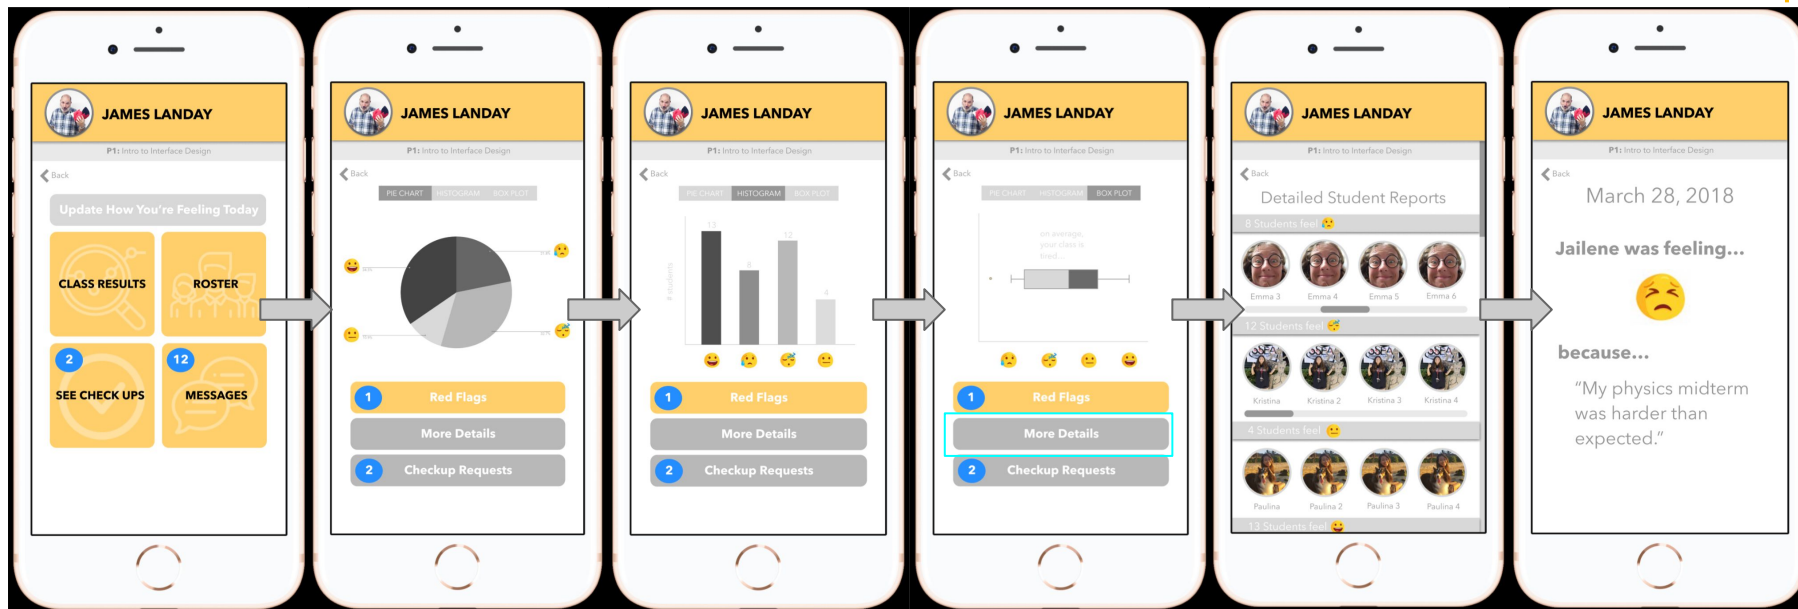 JAMES LANDAY
P1: Intro to Interface Design
Back
Update How You're Feeling Today
CLASS RESULTS
ROSTER
2
SEE CHECK UPS
12
MESSAGES
JAMES LANDAY
P1: Intro to Interface Design
Back
PIE CHART
HISTOGRAM
BOX PLOT
1
Red Flags
More Details
2
Checkup Requests
JAMES LANDAY
P1: Intro to Interface Design
Back
PIE CHART
HISTOGRAM
BOX PLOT
# students
13
8
12
4
1
Red Flags
More Details
2
Checkup Requests
JAMES LANDAY
P1: Intro to Interface Design
Back
PIE CHART
HISTOGRAM
BOX PLOT
on average,
your class is
tired...
1
Red Flags
More Details
2
Checkup Requests
JAMES LANDAY
P1: Intro to Interface Design
Back
Detailed Student Reports
8 Students feel
Emma 3
Emma 4
Emma 5
Emma 6
12 Students feel
Kristina
Kristina 2
Kristina 3
Kristina 4
4 Students feel
Paulina
Paulina 2
Paulina 3
Paulina 4
13 Students feel
JAMES LANDAY
P1: Intro to Interface Design
Back
March 28, 2018
Jailene was feeling...
because...
"My physics midterm
was harder than
expected."